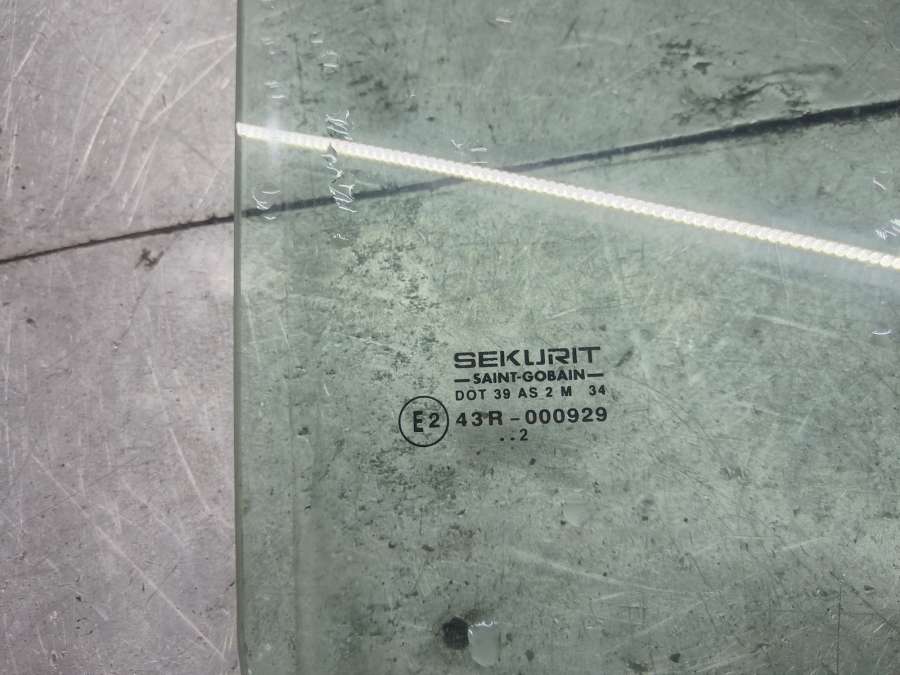 SEKURIT
—SAINT-GOBAIN—
DOT 39 AS 2 M 34
E2 43R-000929
..2